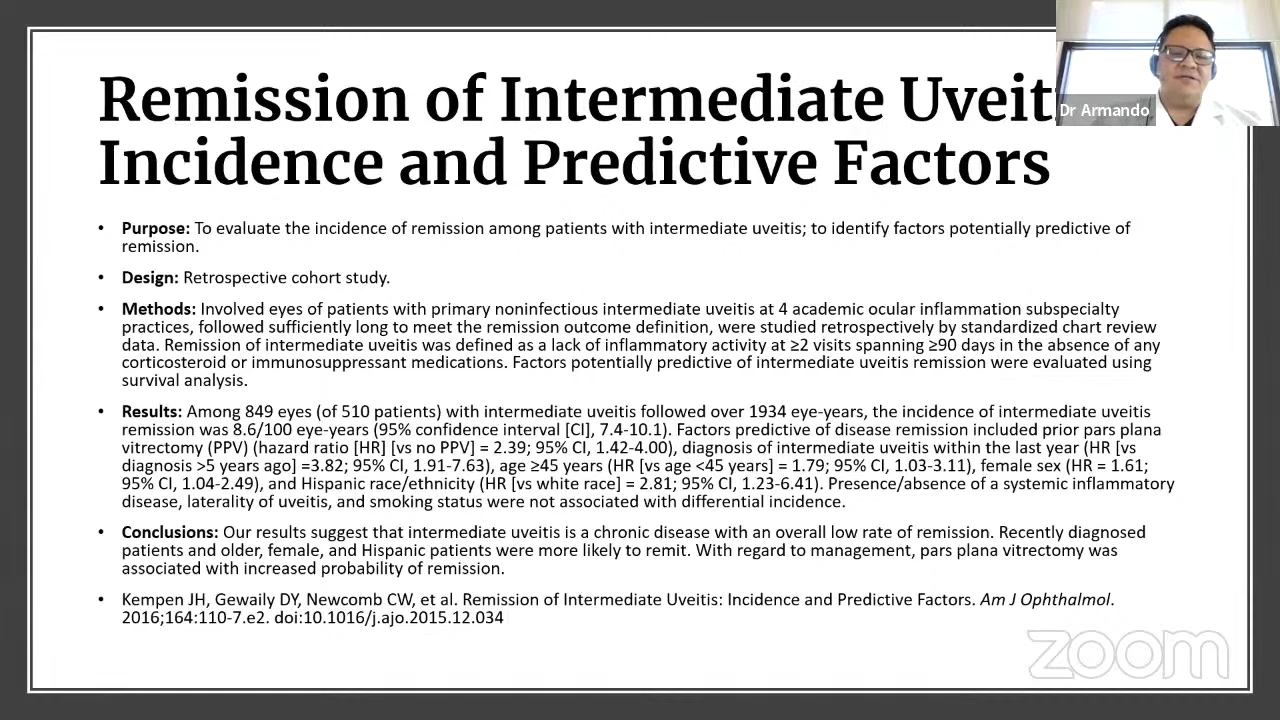 Remission of Intermediate Uveit
Incidence and Predictive Factors
Dr Armando
• Purpose: To evaluate the incidence of remission among patients with intermediate uveitis; to identify factors potentially predictive of
remission.
• Design: Retrospective cohort study.
• Methods: Involved eyes of patients with primary noninfectious intermediate uveitis at 4 academic ocular inflammation subspecialty
practices, followed sufficiently long to meet the remission outcome definition, were studied retrospectively by standardized chart review
data. Remission of intermediate uveitis was defined as a lack of inflammatory activity at ≥2 visits spanning ≥90 days in the absence of any
corticosteroid or immunosuppressant medications. Factors potentially predictive of intermediate uveitis remission were evaluated using
survival analysis.
• Results: Among 849 eyes (of 510 patients) with intermediate uveitis followed over 1934 eye-years, the incidence of intermediate uveitis
remission was 8.6/100 eye-years (95% confidence interval [CI], 7.4-10.1). Factors predictive of disease remission included prior pars plana
vitrectomy (PPV) (hazard ratio [HR] [vs no PPV] = 2.39; 95% CI, 1.42-4.00), diagnosis of intermediate uveitis within the last year (HR [vs
diagnosis >5 years ago] =3.82; 95% CI, 1.91-7.63), age ≥45 years (HR [vs age <45 years] = 1.79; 95% CI, 1.03-3.11), female sex (HR = 1.61;
95% CI, 1.04-2.49), and Hispanic race/ethnicity (HR [vs white race] = 2.81; 95% CI, 1.23-6.41). Presence/absence of a systemic inflammatory
disease, laterality of uveitis, and smoking status were not associated with differential incidence.
• Conclusions: Our results suggest that intermediate uveitis is a chronic disease with an overall low rate of remission. Recently diagnosed
patients and older, female, and Hispanic patients were more likely to remit. With regard to management, pars plana vitrectomy was
associated with increased probability of remission.
• Kempen JH, Gewaily DY, Newcomb CW, et al. Remission of Intermediate Uveitis: Incidence and Predictive Factors. Am J Ophthalmol.
2016;164:110-7.e2. doi:10.1016/j.ajo.2015.12.034
zoom